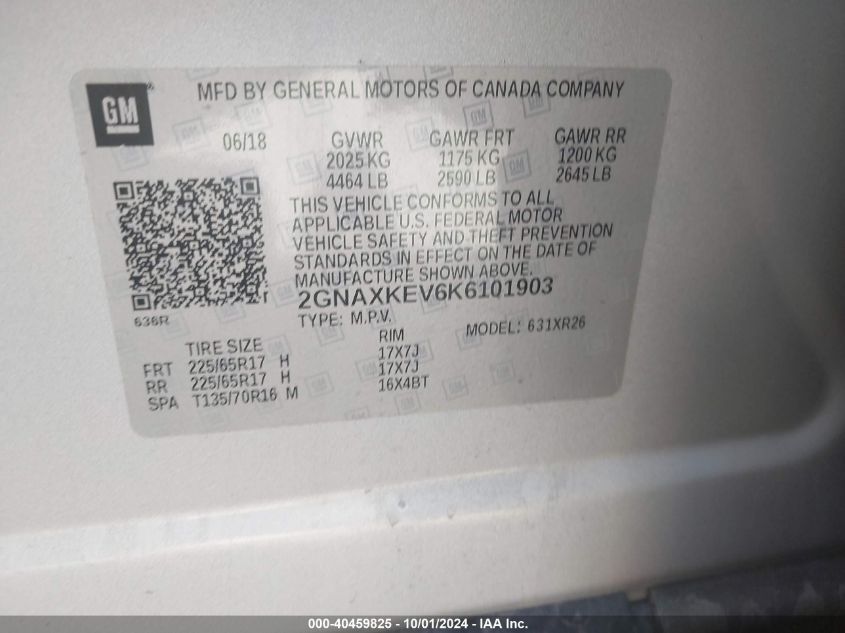 GM
MFD BY GENERAL MOTORS OF CANADA COMPANY
06/18 GVWR GAWR FRT GAWR RR
2025 KG 1175 KG 1200 KG
4464 LB 2590 LB 2645 LB
THIS VEHICLE CONFORMS TO ALL
APPLICABLE U.S. FEDERAL MOTOR
VEHICLE SAFETY AND THEFT PREVENTION
STANDARDS IN EFFECT ON THE DATE OF
MANUFACTURE SHOWN ABOVE.
2GNAXKEV6K6101903
636R
TYPE: M.P.V. MODEL: 631XR26
TIRE SIZE RIM
FRT 225/65R17 H 17X7J
RR 225/65R17 H 17X7J
SPA T135/70R16 M 16X4BT
000-40459825 - 10/01/2024 - IAA Inc.